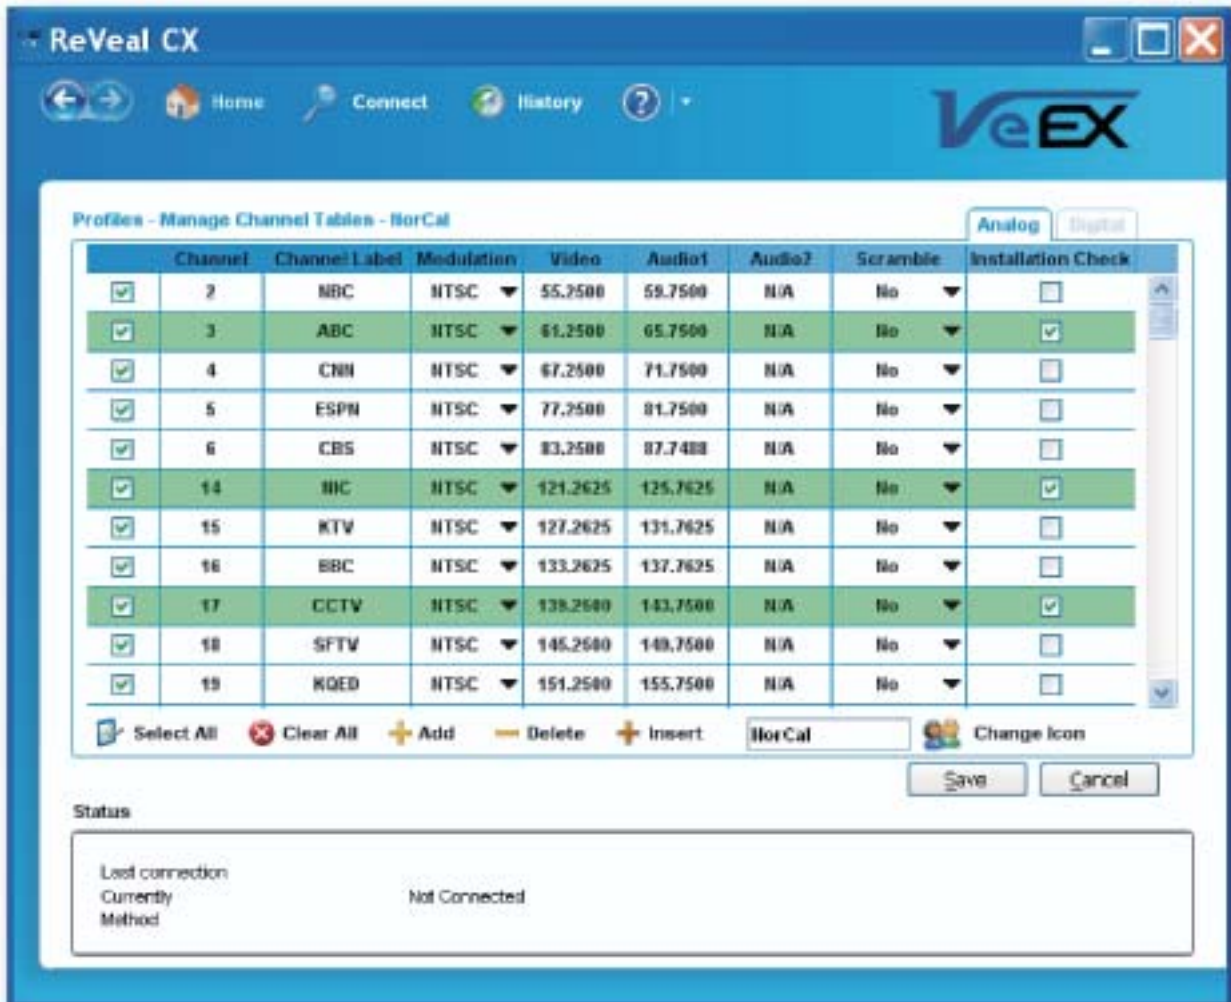 ReVeal CX
Home Connect History ?
VeEX
Profiles - Manage Channel Tables - NorCal
Analog Digital
Channel Channel Label Modulation Video Audio1 Audio2 Scramble Installation Check
2 NBC NTSC 55.2500 59.7500 N/A No
3 ABC NTSC 61.2500 65.7500 N/A No
4 CNN NTSC 67.2500 71.7500 N/A No
5 ESPN NTSC 77.2500 81.7500 N/A No
6 CBS NTSC 83.2500 87.7488 N/A No
14 NIC NTSC 121.2625 125.7625 N/A No
15 KTV NTSC 127.2625 131.7625 N/A No
16 BBC NTSC 133.2625 137.7625 N/A No
17 CCTV NTSC 139.2500 143.7500 N/A No
18 SFTV NTSC 145.2500 149.7500 N/A No
19 KQED NTSC 151.2500 155.7500 N/A No
Select All Clear All Add Delete Insert NorCal Change Icon
Save Cancel
Status
Last connection
Currently Not Connected
Method